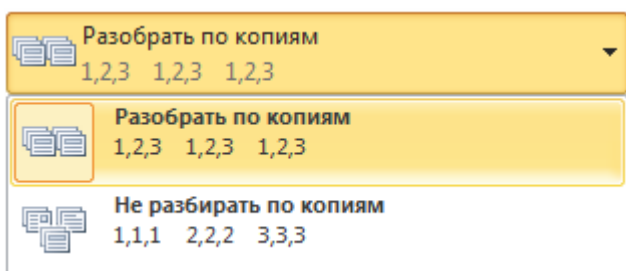 Разобрать по копиям
1,2,3 1,2,3 1,2,3
Разобрать по копиям
1,2,3 1,2,3 1,2,3
Не разбирать по копиям
1,1,1 2,2,2 3,3,3